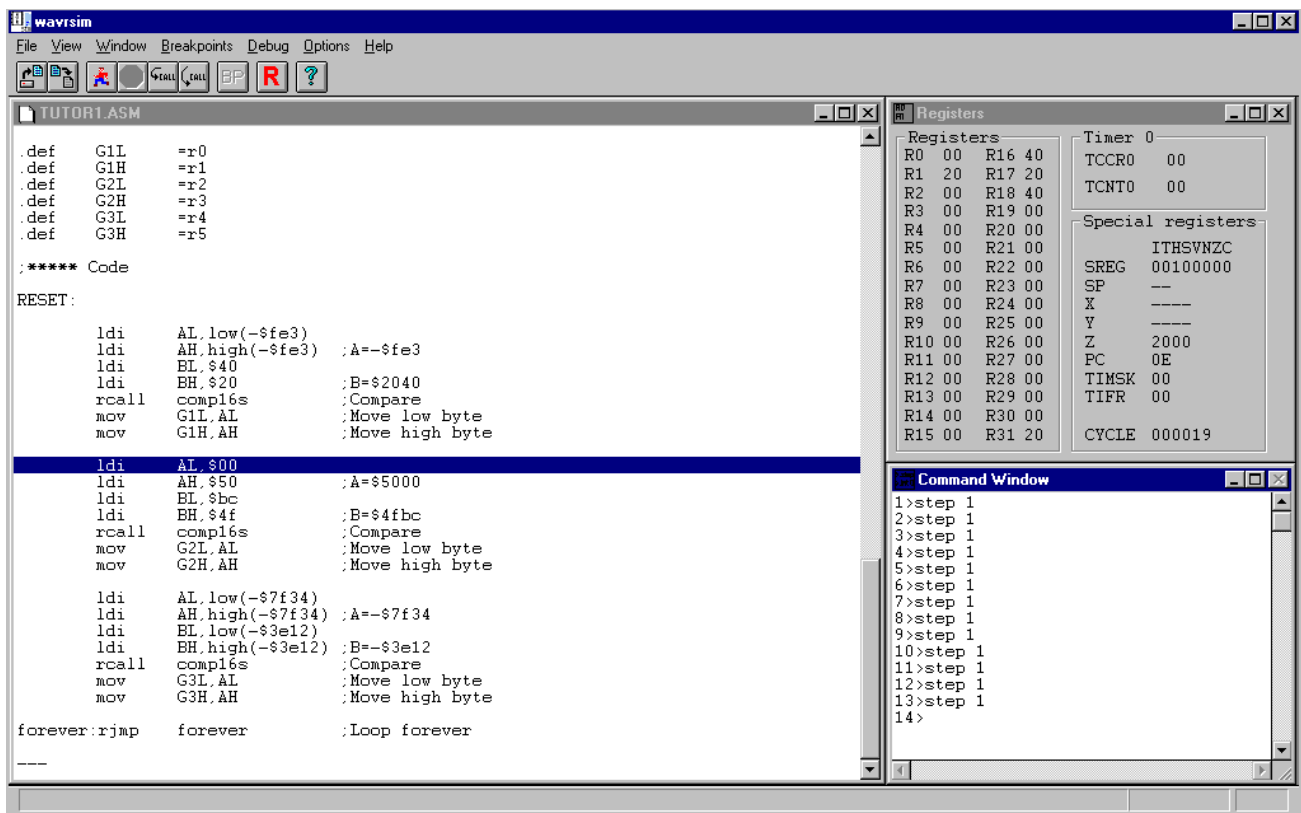 wavrsim
File View Window Breakpoints Debug Options Help
CALL CALL BP R ?
TUTOR1.ASM
.def G1L =r0
.def G1H =r1
.def G2L =r2
.def G2H =r3
.def G3L =r4
.def G3H =r5
;***** Code
RESET:
ldi AL,low(-$fe3)
ldi AH,high(-$fe3) ;A=-$fe3
ldi BL,$40
ldi BH,$20 ;B=$2040
rcall comp16s ;Compare
mov G1L,AL ;Move low byte
mov G1H,AH ;Move high byte
ldi AL,$00
ldi AH,$50 ;A=$5000
ldi BL,$bc
ldi BH,$4f ;B=$4fbc
rcall comp16s ;Compare
mov G2L,AL ;Move low byte
mov G2H,AH ;Move high byte
ldi AL,low(-$7f34)
ldi AH,high(-$7f34) ;A=-$7f34
ldi BL,low(-$3e12)
ldi BH,high(-$3e12) ;B=-$3e12
rcall comp16s ;Compare
mov G3L,AL ;Move low byte
mov G3H,AH ;Move high byte
forever:rjmp forever ;Loop forever
___
Registers
Registers
R0 00 R16 40
R1 20 R17 20
R2 00 R18 40
R3 00 R19 00
R4 00 R20 00
R5 00 R21 00
R6 00 R22 00
R7 00 R23 00
R8 00 R24 00
R9 00 R25 00
R10 00 R26 00
R11 00 R27 00
R12 00 R28 00
R13 00 R29 00
R14 00 R30 00
R15 00 R31 20
Timer 0
TCCR0 00
TCNT0 00
Special registers
ITHSVNZC
SREG 00100000
SP --
X ----
Y ----
Z 2000
PC 0E
TIMSK 00
TIFR 00
CYCLE 000019
Command Window
1>step 1
2>step 1
3>step 1
4>step 1
5>step 1
6>step 1
7>step 1
8>step 1
9>step 1
10>step 1
11>step 1
12>step 1
13>step 1
14>